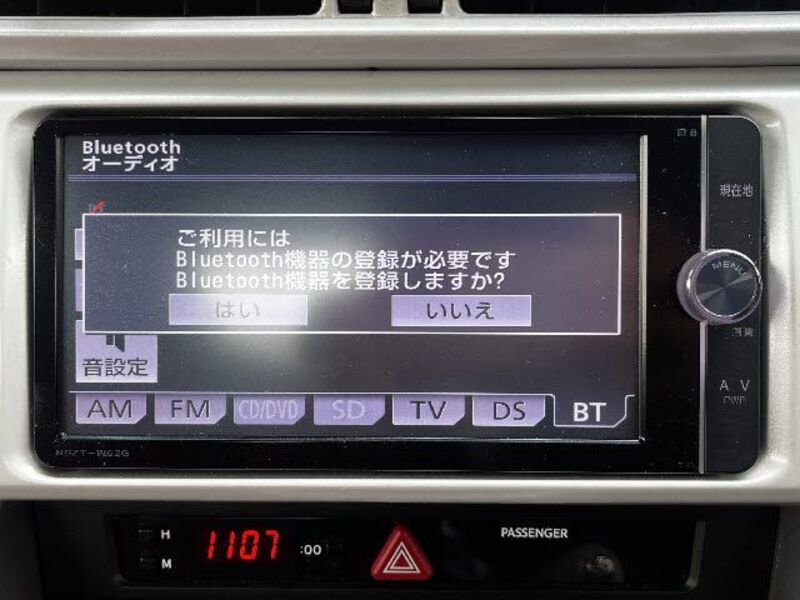 Bluetooth
オーディオ
ご利用には
Bluetooth機器の登録が必要です
Bluetooth機器を登録しますか?
はい
いいえ
音設定
AM
FM
CD/DVD
SD
TV
DS
BT
現在地
MENU
A V
PWR
NSZT-W62G
H
M
1107
:00
PASSENGER